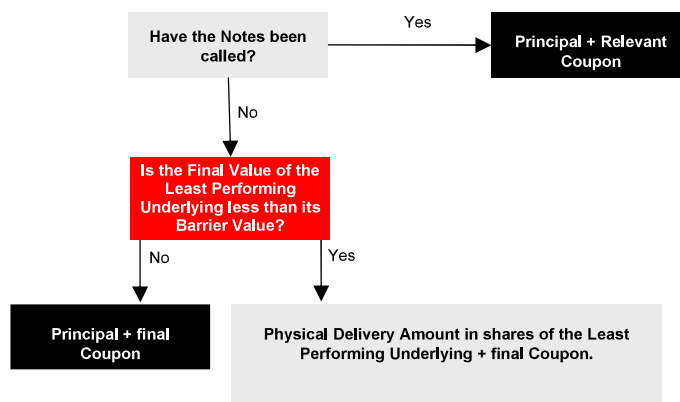 Have the Notes been
called?
Yes
Principal + Relevant
Coupon
No
Is the Final Value of the
Least Performing
Underlying less than its
Barrier Value?
No
Yes
Principal + final
Coupon
Physical Delivery Amount in shares of the Least
Performing Underlying + final Coupon.